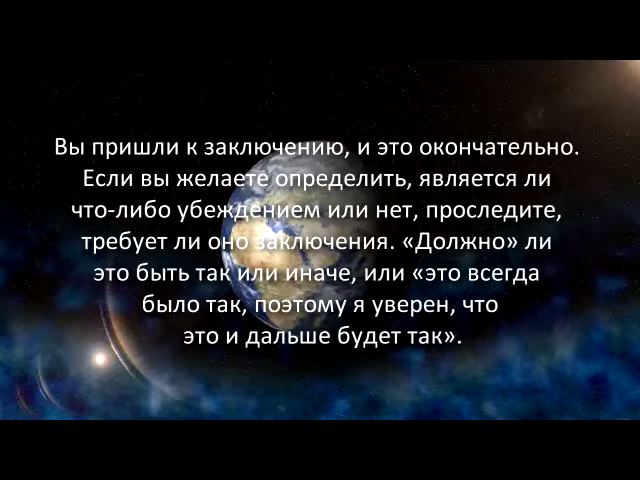 Вы пришли к заключению, и это окончательно.
Если вы желаете определить, является ли
что-либо убеждением или нет, проследите,
требует ли оно заключения. «Должно» ли
это быть так или иначе, или «это всегда
было так, поэтому я уверен, что
это и дальше будет так».